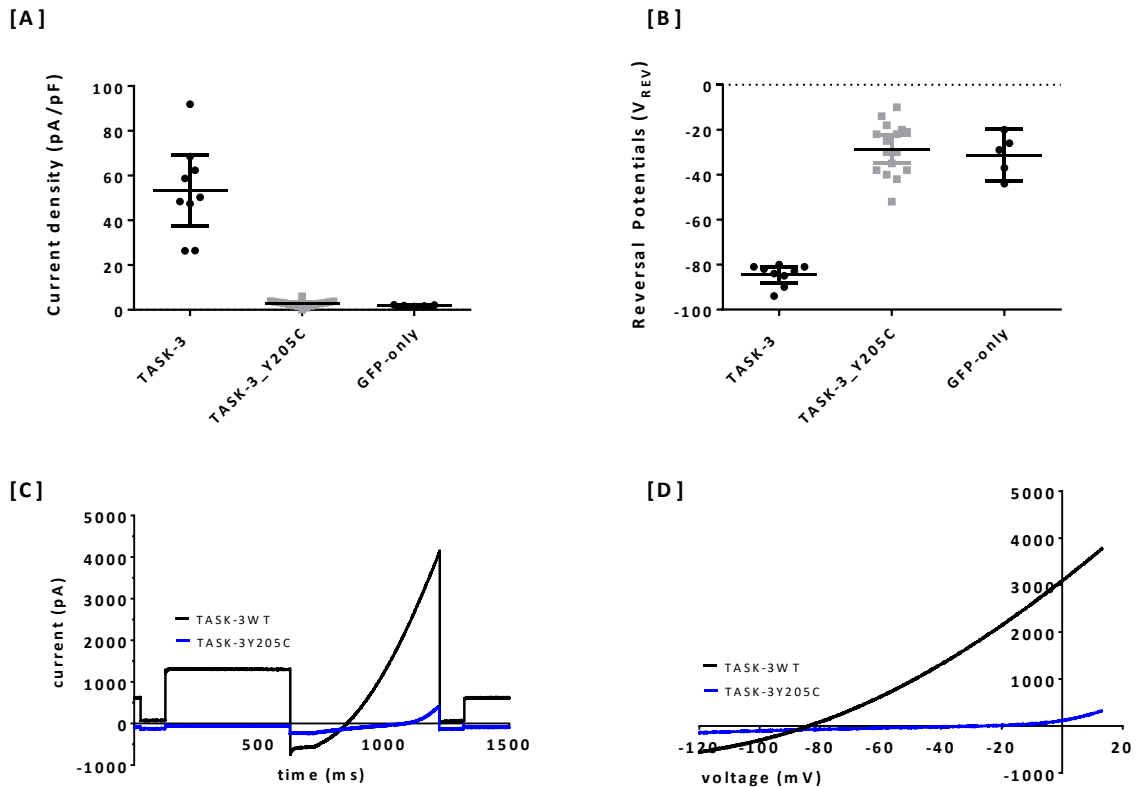 [A]
Current density (pA/pF)
100
80
60
40
20
0
TASK-3
TASK-3_Y205C
GFP-only
[B]
Reversal Potentials (VREV)
0
-20
-40
-60
-80
-100
TASK-3
TASK-3_Y205C
GFP-only
[C]
current (pA)
5000
4000
3000
2000
1000
0
-1000
TASK-3WT
TASK-3Y205C
500
1000
1500
time (ms)
[D]
5000
4000
3000
2000
1000
0
-1000
TASK-3WT
TASK-3Y205C
-120
-100
-80
-60
-40
-20
20
voltage (mV)